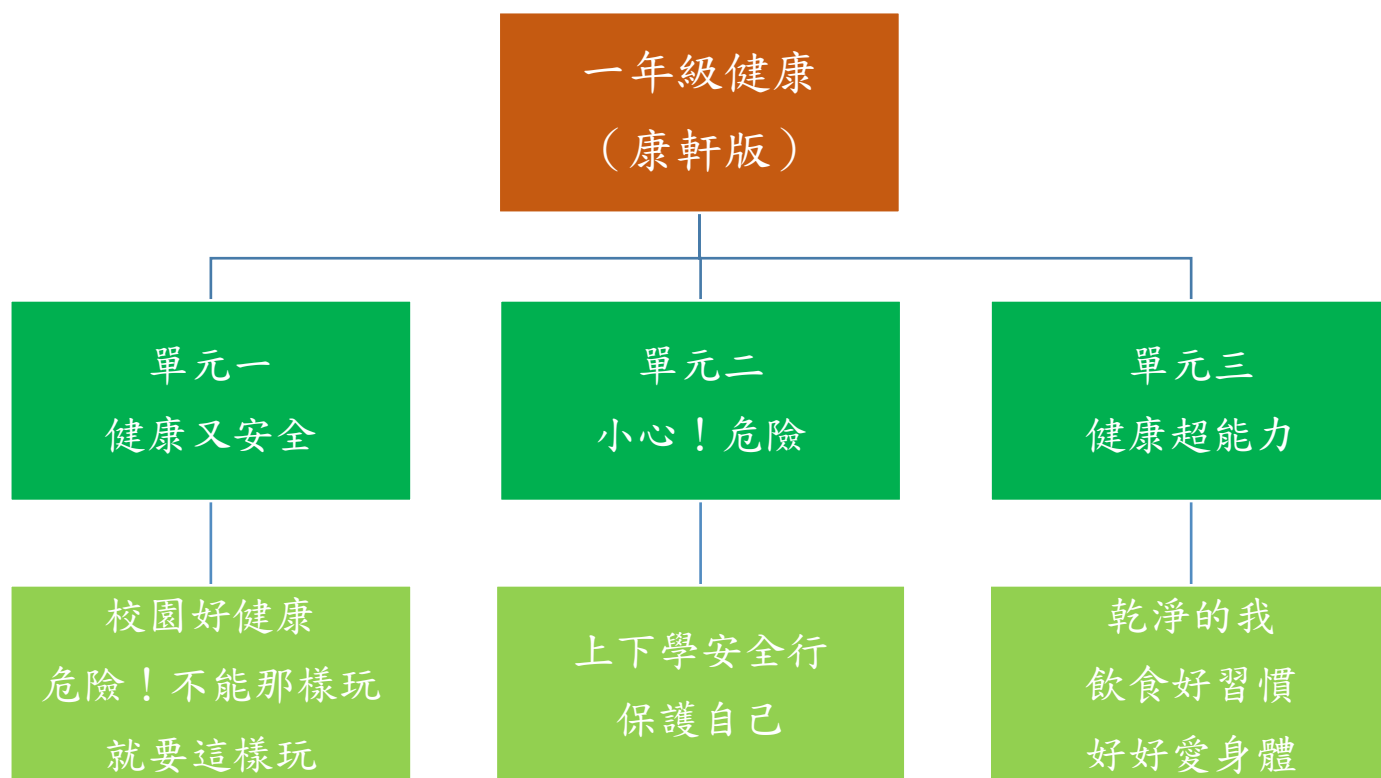 一年級健康
（康軒版）
單元一
健康又安全
單元二
小心！危險
單元三
健康超能力
校園好健康
危險！不能那樣玩
就要這樣玩
上下學安全行
保護自己
乾淨的我
飲食好習慣
好好愛身體